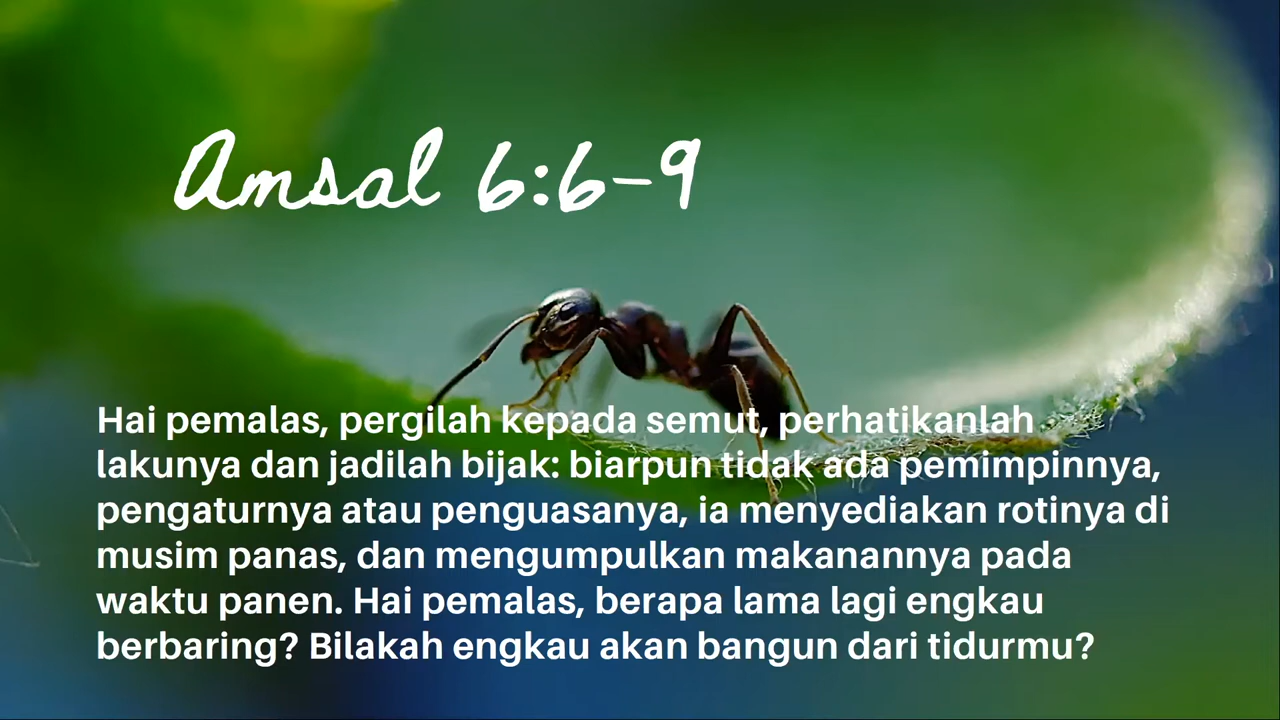 Amsal 6:6-9
Hai pemalas, pergilah kepada semut, perhatikanlah
lakunya dan jadilah bijak: biarpun tidak ada pemimpinnya,
pengaturnya atau penguasanya, ia menyediakan rotinya di
musim panas, dan mengumpulkan makanannya pada
waktu panen. Hai pemalas, berapa lama lagi engkau
berbaring? Bilakah engkau akan bangun dari tidurmu?